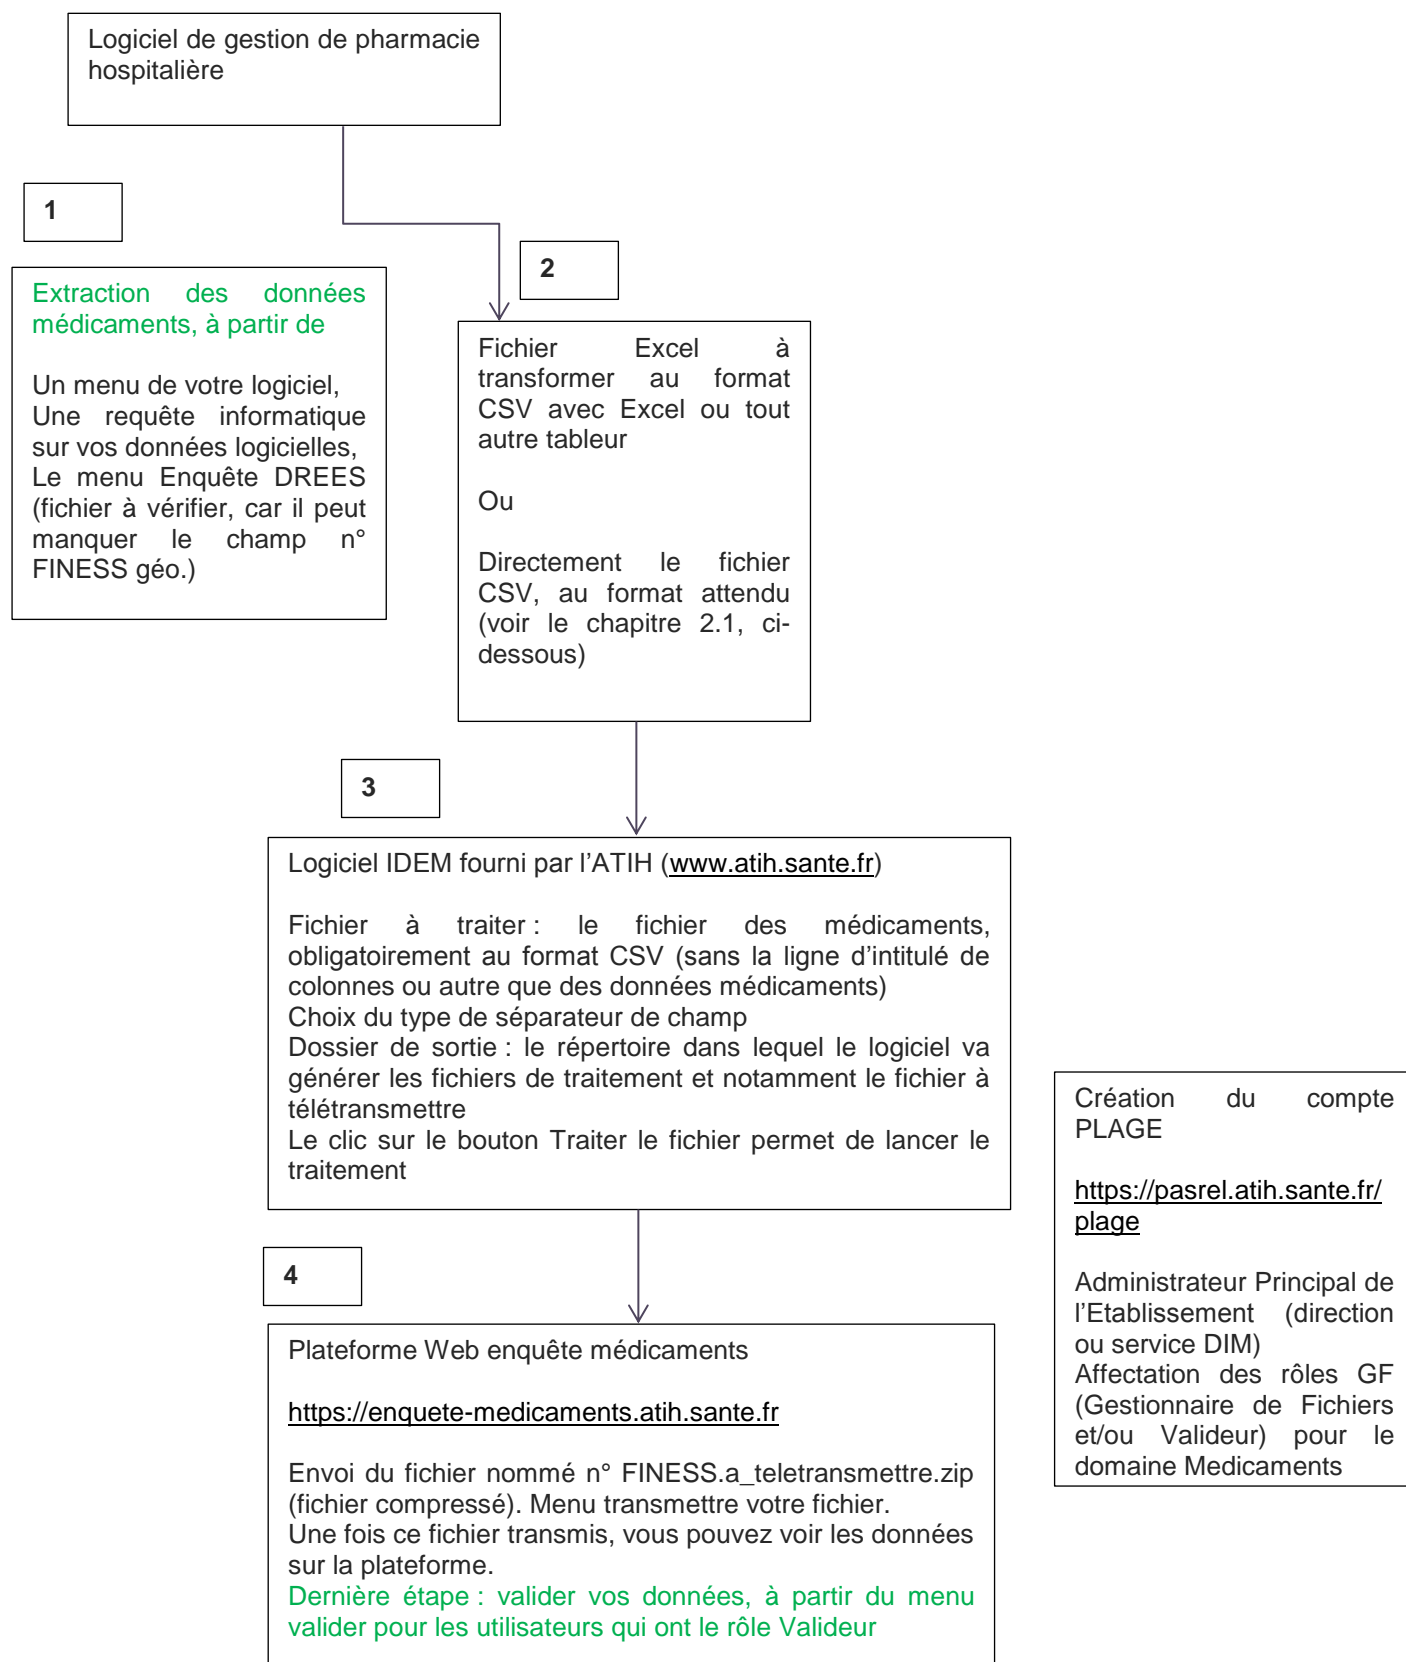 Logiciel de gestion de pharmacie
hospitalière
1
Extraction des données
médicaments, à partir de
Un menu de votre logiciel,
Une requête informatique
sur vos données logicielles,
Le menu Enquête DREES
(fichier à vérifier, car il peut
manquer le champ n°
FINESS géo.)
2
Fichier Excel à
transformer au format
CSV avec Excel ou tout
autre tableur
Ou
Directement le fichier
CSV, au format attendu
(voir le chapitre 2.1, ci-
dessous)
3
Logiciel IDEM fourni par l’ATIH (www.atih.sante.fr)
Fichier à traiter : le fichier des médicaments,
obligatoirement au format CSV (sans la ligne d’intitulé de
colonnes ou autre que des données médicaments)
Choix du type de séparateur de champ
Dossier de sortie : le répertoire dans lequel le logiciel va
générer les fichiers de traitement et notamment le fichier à
télétransmettre
Le clic sur le bouton Traiter le fichier permet de lancer le
traitement
Création du compte
PLAGE
https://pasrel.atih.sante.fr/
plage
Administrateur Principal de
l’Etablissement (direction
ou service DIM)
Affectation des rôles GF
(Gestionnaire de Fichiers
et/ou Valideur) pour le
domaine Medicaments
4
Plateforme Web enquête médicaments
https://enquete-medicaments.atih.sante.fr
Envoi du fichier nommé n° FINESS.a_teletransmettre.zip
(fichier compressé). Menu transmettre votre fichier.
Une fois ce fichier transmis, vous pouvez voir les données
sur la plateforme.
Dernière étape : valider vos données, à partir du menu
valider pour les utilisateurs qui ont le rôle Valideur